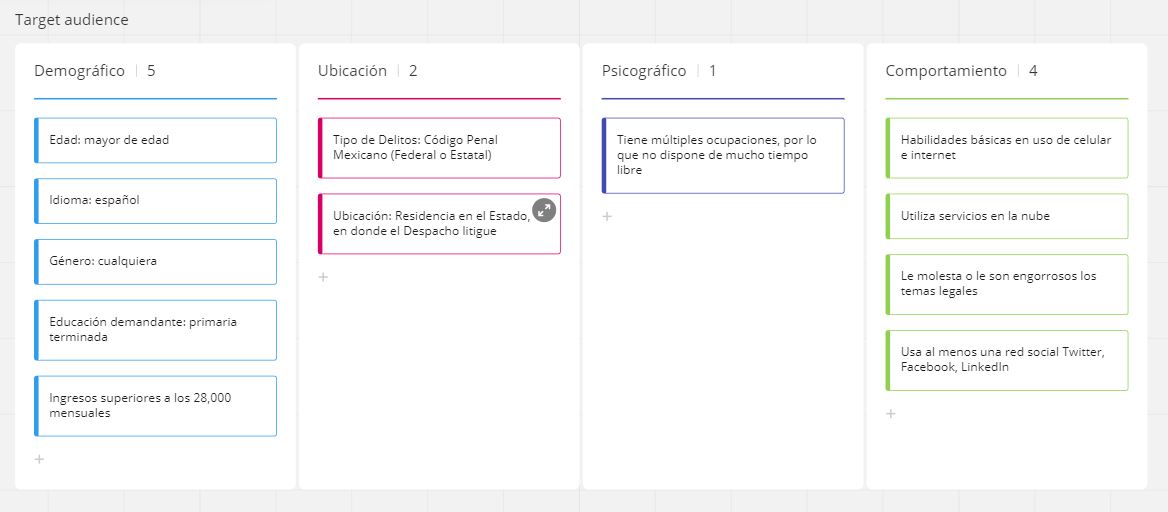 Target audience
Demográfico | 5
Edad: mayor de edad
Idioma: español
Género: cualquiera
Educación demandante: primaria
terminada
Ingresos superiores a los 28,000
mensuales
+
Ubicación | 2
Tipo de Delitos: Código Penal
Mexicano (Federal o Estatal)
Ubicación: Residencia en el Estado,
en donde el Despacho litigue
+
Psicográfico | 1
Tiene múltiples ocupaciones, por lo
que no dispone de mucho tiempo
libre
+
Comportamiento | 4
Habilidades básicas en uso de celular
e internet
Utiliza servicios en la nube
Le molesta o le son engorrosos los
temas legales
Usa al menos una red social Twitter,
Facebook, LinkedIn
+